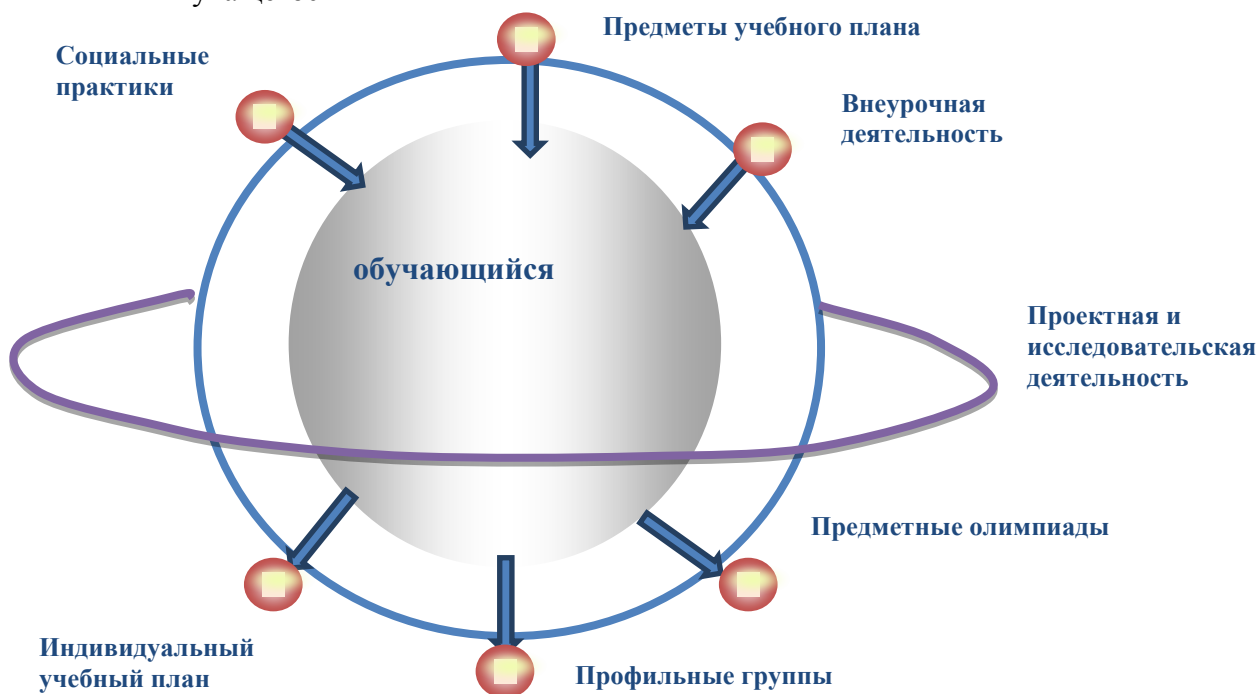 Предметы учебного плана
Социальные
практики
Внеурочная
деятельность
обучающийся
Проектная и
исследовательская
деятельность
Предметные олимпиады
Индивидуальный
учебный план
Профильные группы